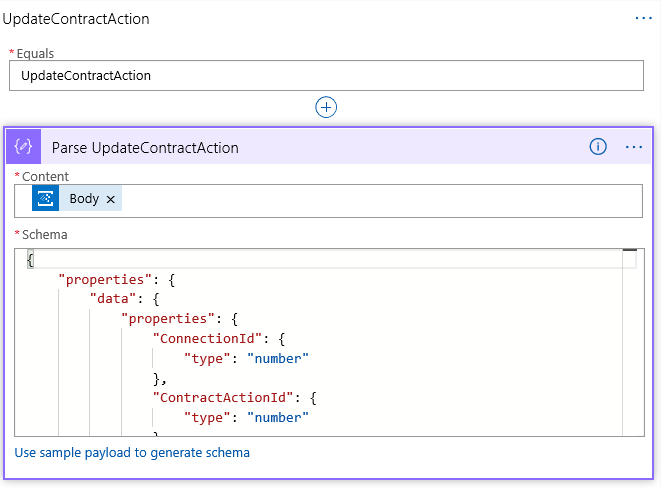 UpdateContractAction
* Equals
UpdateContractAction
Parse UpdateContractAction
* Content
Body ×
* Schema
{
"properties": {
"data": {
"properties": {
"ConnectionId": {
"type": "number"
},
"ContractActionId": {
"type": "number"
Use sample payload to generate schema